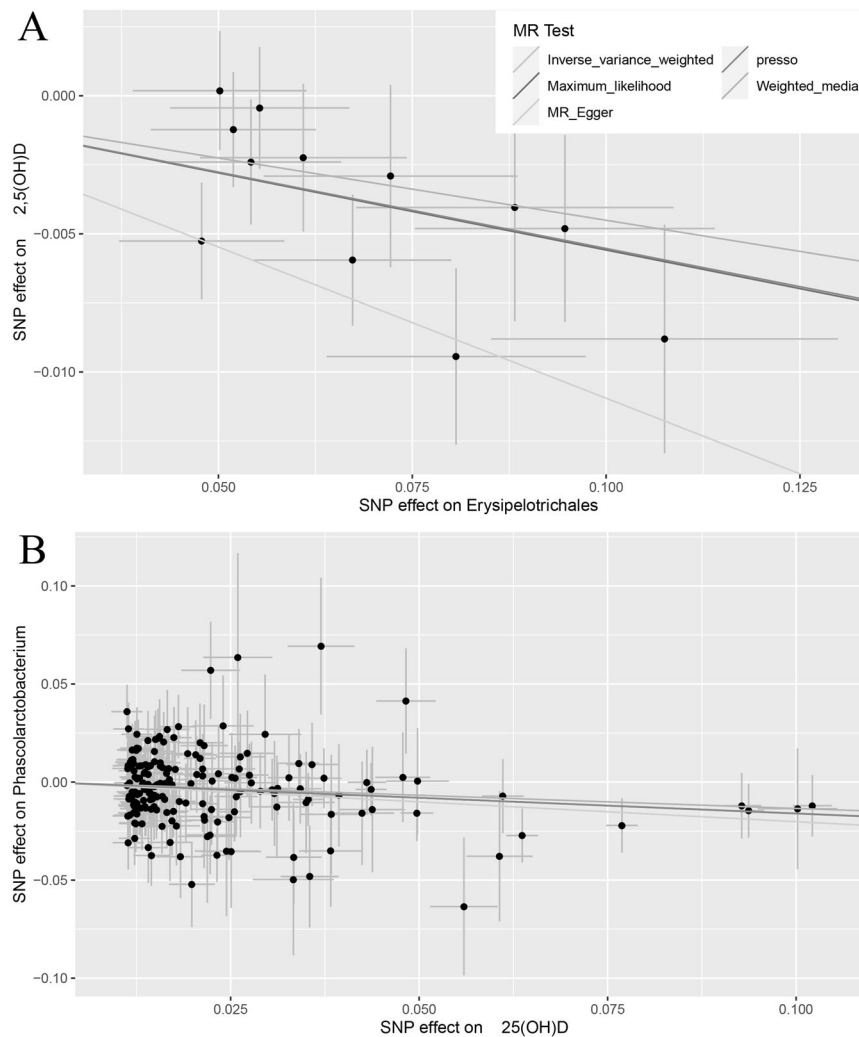 A
MR Test
Inverse_variance_weighted
presso
Maximum_likelihood
Weighted_media
MR_Egger
0.000
−0.005
−0.010
SNP effect on 2,5(OH)D
0.050
0.075
0.100
0.125
SNP effect on Erysipelotrichales
B
0.10
0.05
0.00
−0.05
−0.10
SNP effect on Phascolarctobacterium
0.025
0.050
0.075
0.100
SNP effect on 25(OH)D